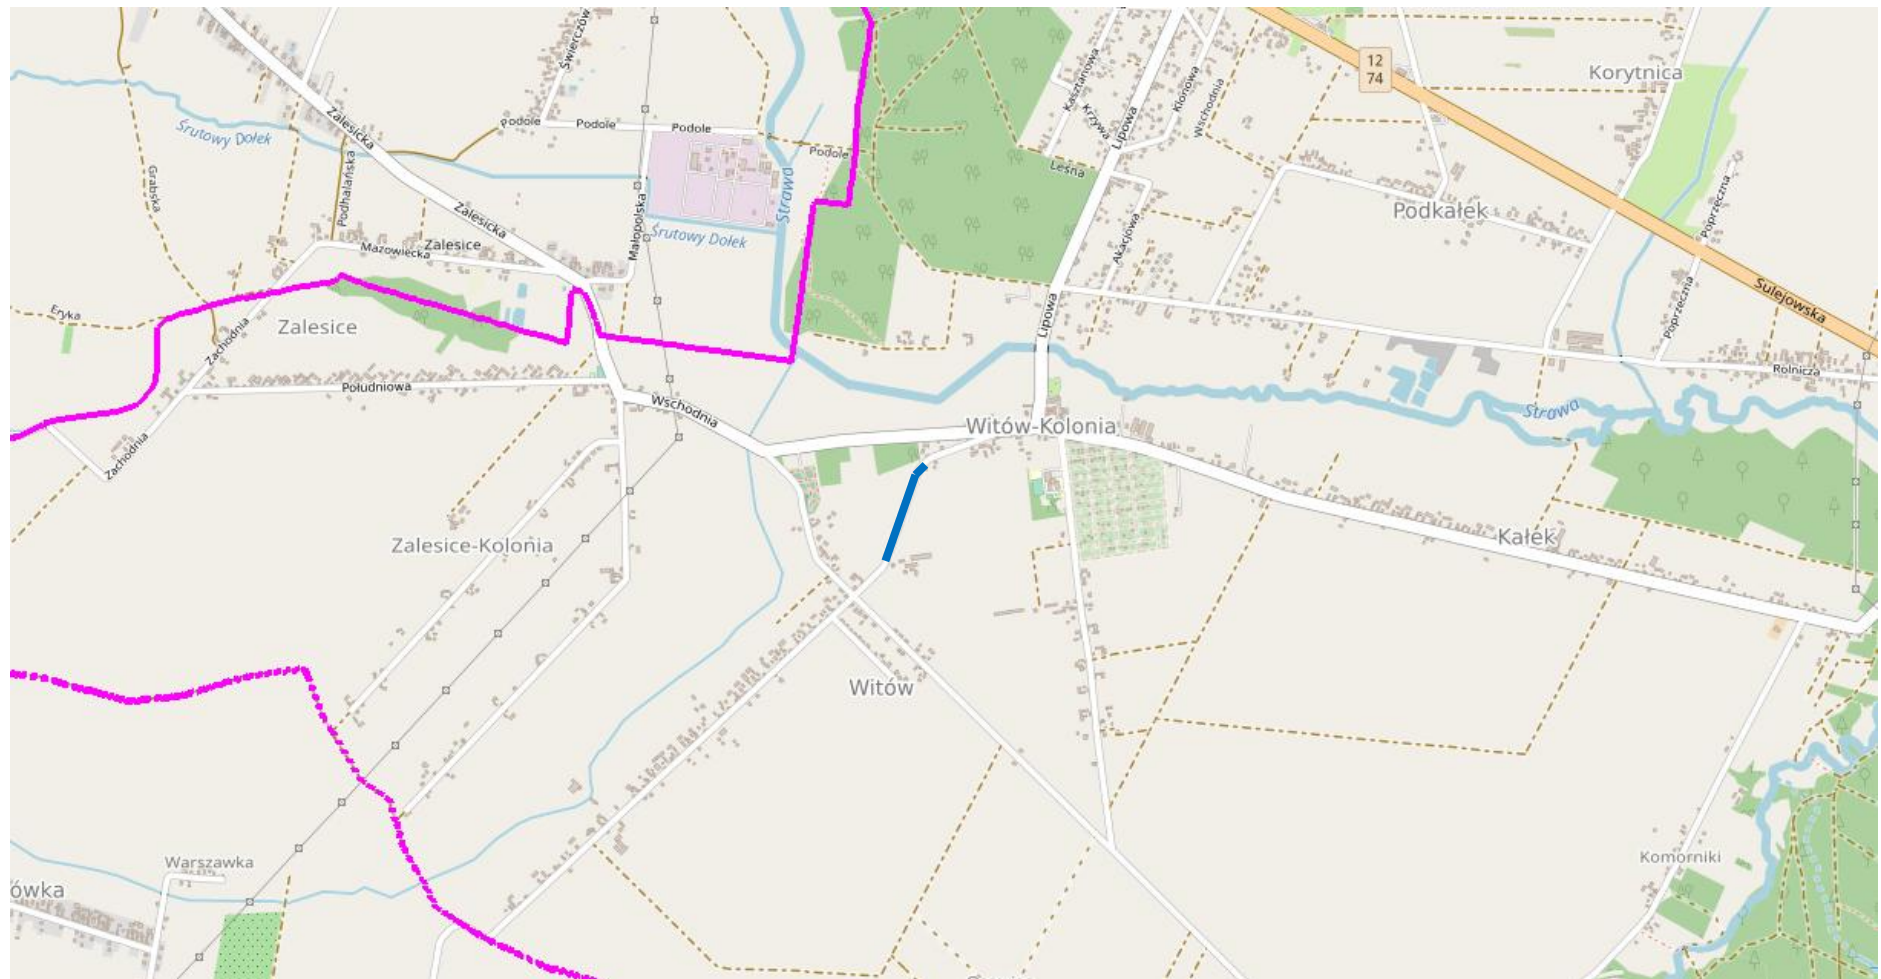 Świerczów
12
74
Korytnica
Kasztanowa
Krzywa
Lipowa
Klonowa
Wschodnia
Śrutowy Dołek
Zalesicka
Podole
Podole
Podole
Podole
Leśna
Grabska
Podhalańska
Strawa
Poprzeczna
Podkałek
Zalesicka
Małopolska
Śrutowy Dołek
Akacjowa
Mazowiecka
Zalesice
Eryka
Zalesice
Zachodnia
Lipowa
Poprzeczna
Sulejowska
Południowa
Rolnicza
Wschodnia
Strawa
Witów-Kolonia
Zachodnia
Zalesice-Kolonia
Kałek
Witów
Warszawka
Komorniki
ówka